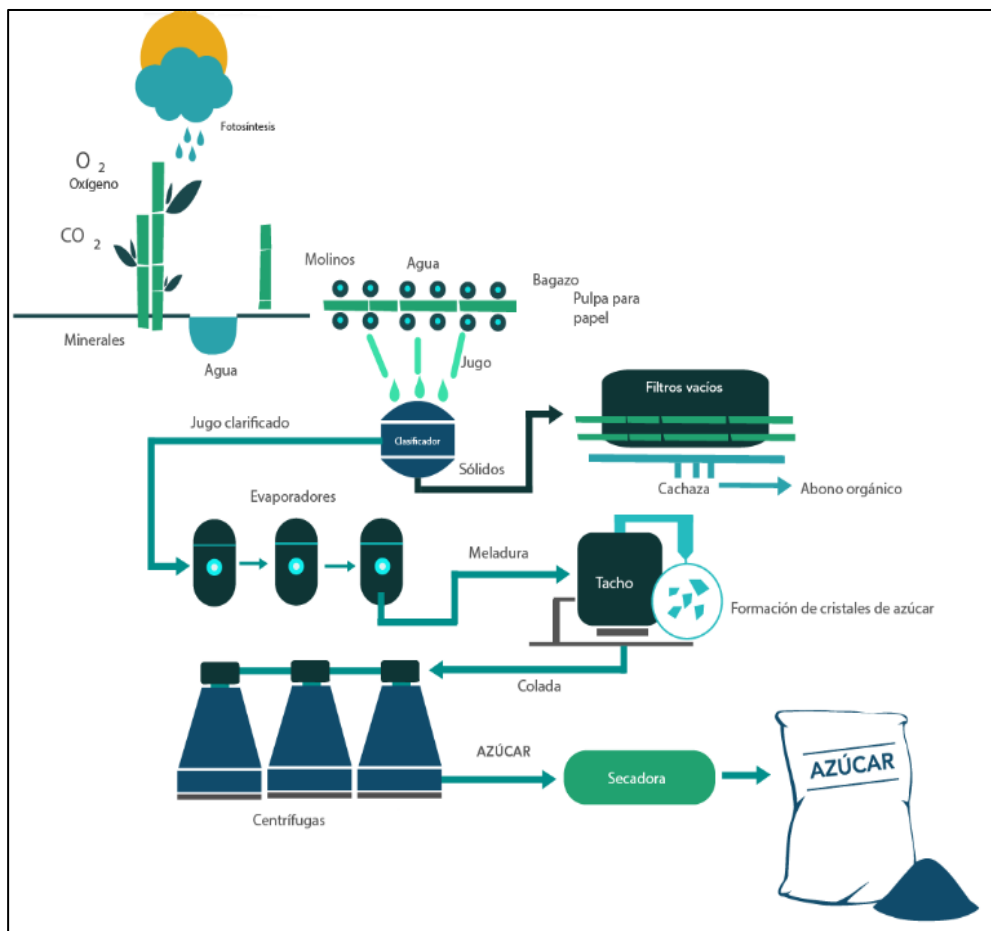 Fotosíntesis
O 2
Oxígeno
CO 2
Minerales
Agua
Molinos
Agua
Bagazo
Pulpa para
papel
Jugo
Jugo clarificado
Clasificador
Sólidos
Filtros vacíos
Cachaza
Abono orgánico
Evaporadores
Meladura
Tacho
Formación de cristales de azúcar
Colada
Centrífugas
AZÚCAR
Secadora
AZÚCAR